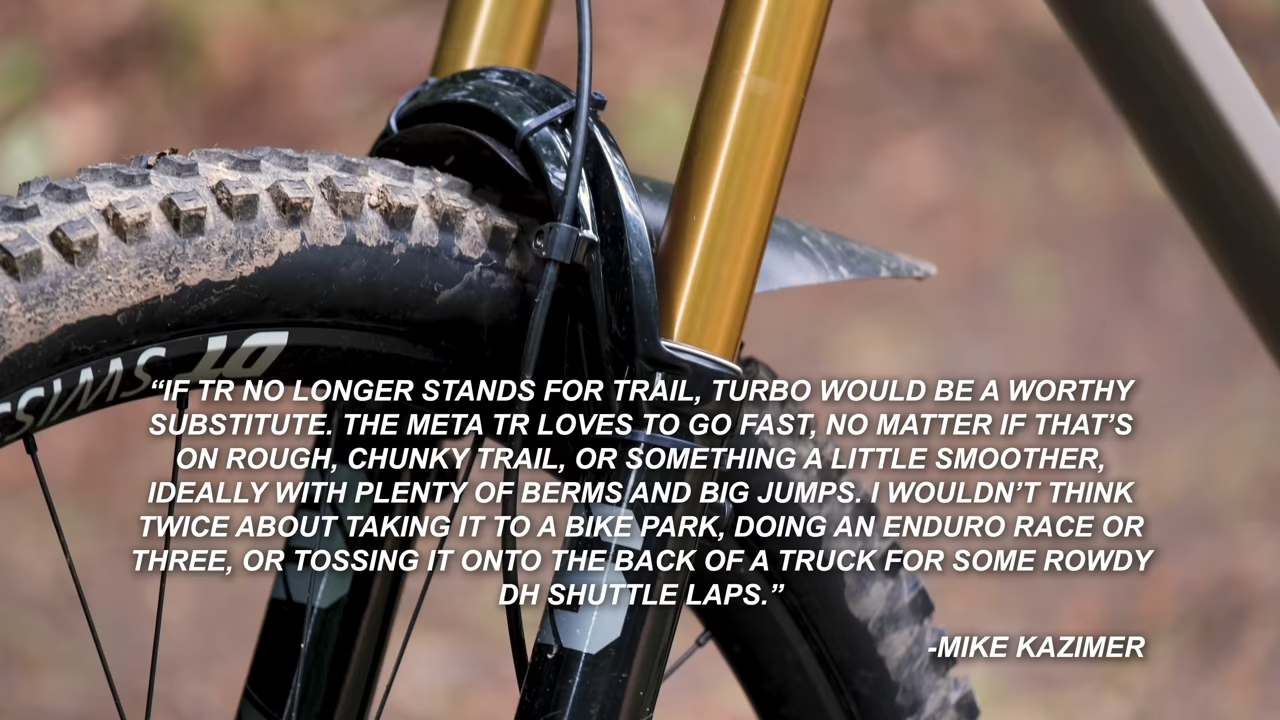 DT SWISS
“IF TR NO LONGER STANDS FOR TRAIL, TURBO WOULD BE A WORTHY
SUBSTITUTE. THE META TR LOVES TO GO FAST, NO MATTER IF THAT’S
ON ROUGH, CHUNKY TRAIL, OR SOMETHING A LITTLE SMOOTHER,
IDEALLY WITH PLENTY OF BERMS AND BIG JUMPS. I WOULDN’T THINK
TWICE ABOUT TAKING IT TO A BIKE PARK, DOING AN ENDURO RACE OR
THREE, OR TOSSING IT ONTO THE BACK OF A TRUCK FOR SOME ROWDY
DH SHUTTLE LAPS.”
-MIKE KAZIMER